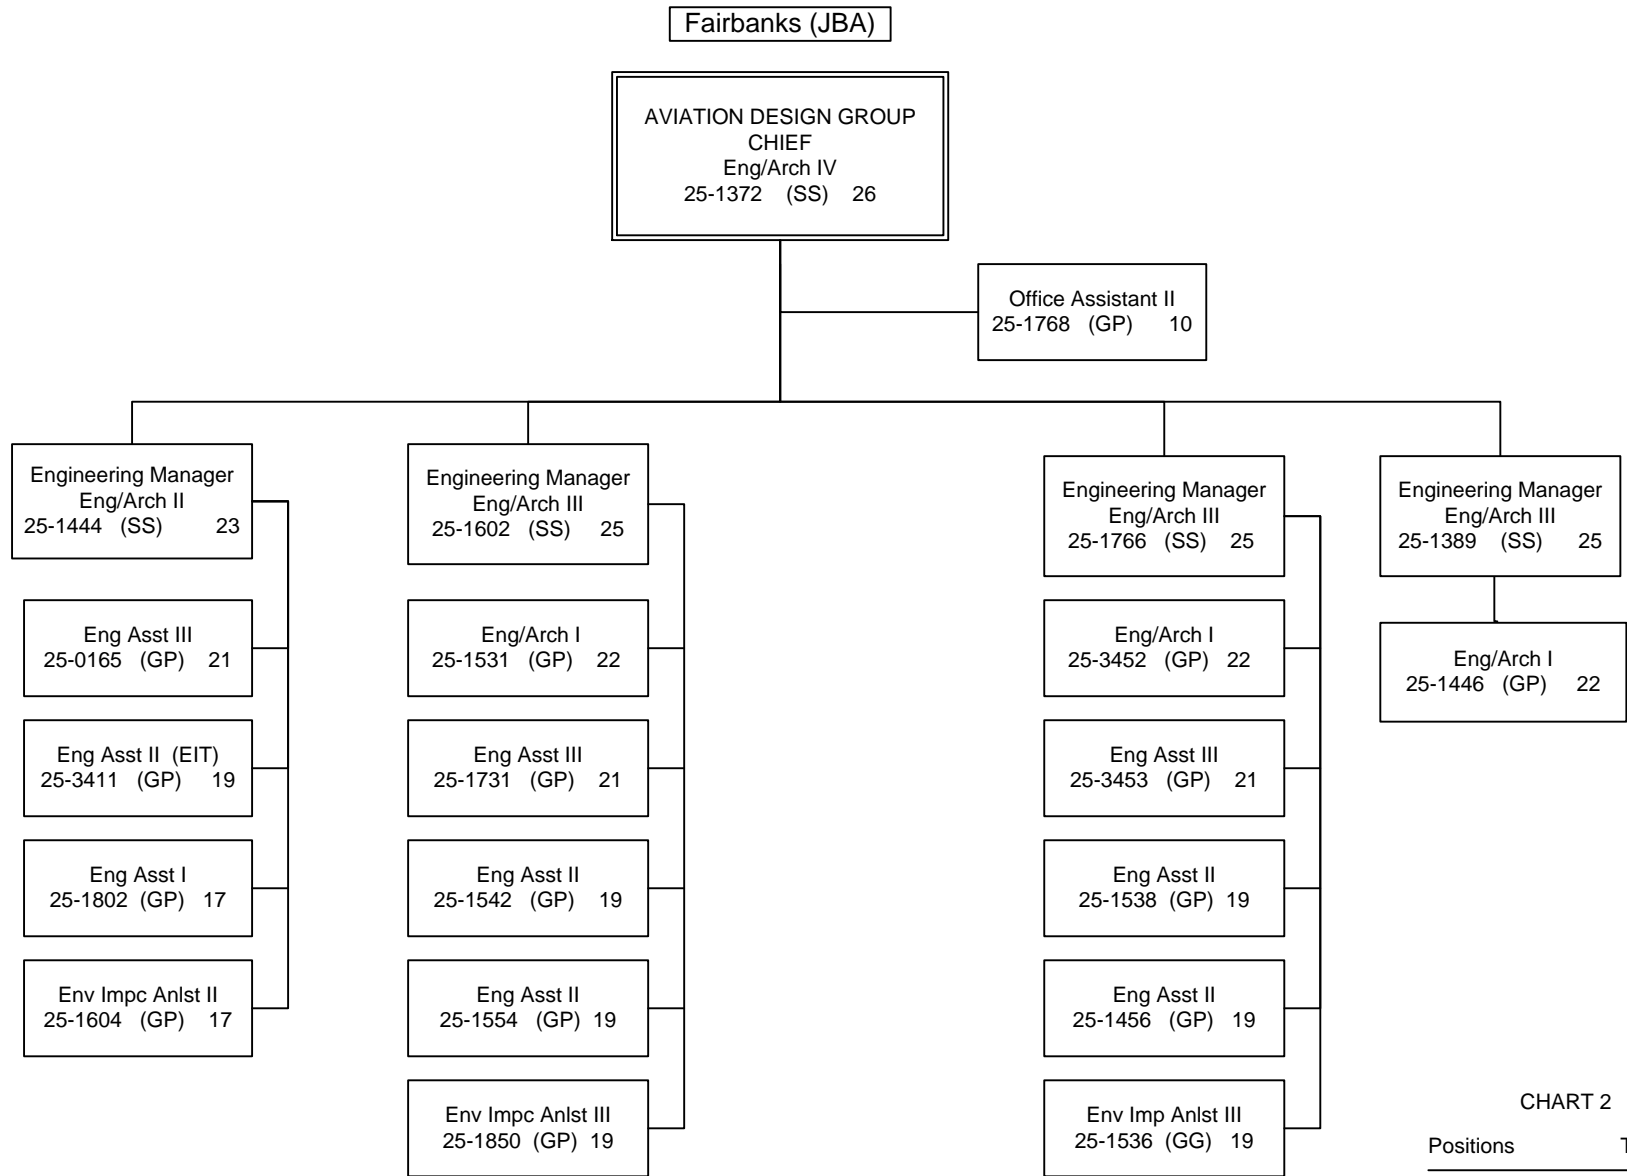 Fairbanks (JBA)
AVIATION DESIGN GROUP
CHIEF
Eng/Arch IV
25-1372 (SS) 26
Office Assistant II
25-1768 (GP) 10
Engineering Manager
Eng/Arch II
25-1444 (SS) 23
Eng Asst III
25-0165 (GP) 21
Eng Asst II (EIT)
25-3411 (GP) 19
Eng Asst I
25-1802 (GP) 17
Env Impc Anlst II
25-1604 (GP) 17
Engineering Manager
Eng/Arch III
25-1602 (SS) 25
Eng/Arch I
25-1531 (GP) 22
Eng Asst III
25-1731 (GP) 21
Eng Asst II
25-1542 (GP) 19
Eng Asst II
25-1554 (GP) 19
Env Impc Anlst III
25-1850 (GP) 19
Engineering Manager
Eng/Arch III
25-1766 (SS) 25
Eng/Arch I
25-3452 (GP) 22
Eng Asst III
25-3453 (GP) 21
Eng Asst II
25-1538 (GP) 19
Eng Asst II
25-1456 (GP) 19
Env Imp Anlst III
25-1536 (GG) 19
Engineering Manager
Eng/Arch III
25-1389 (SS) 25
Eng/Arch I
25-1446 (GP) 22
CHART 2
Positions